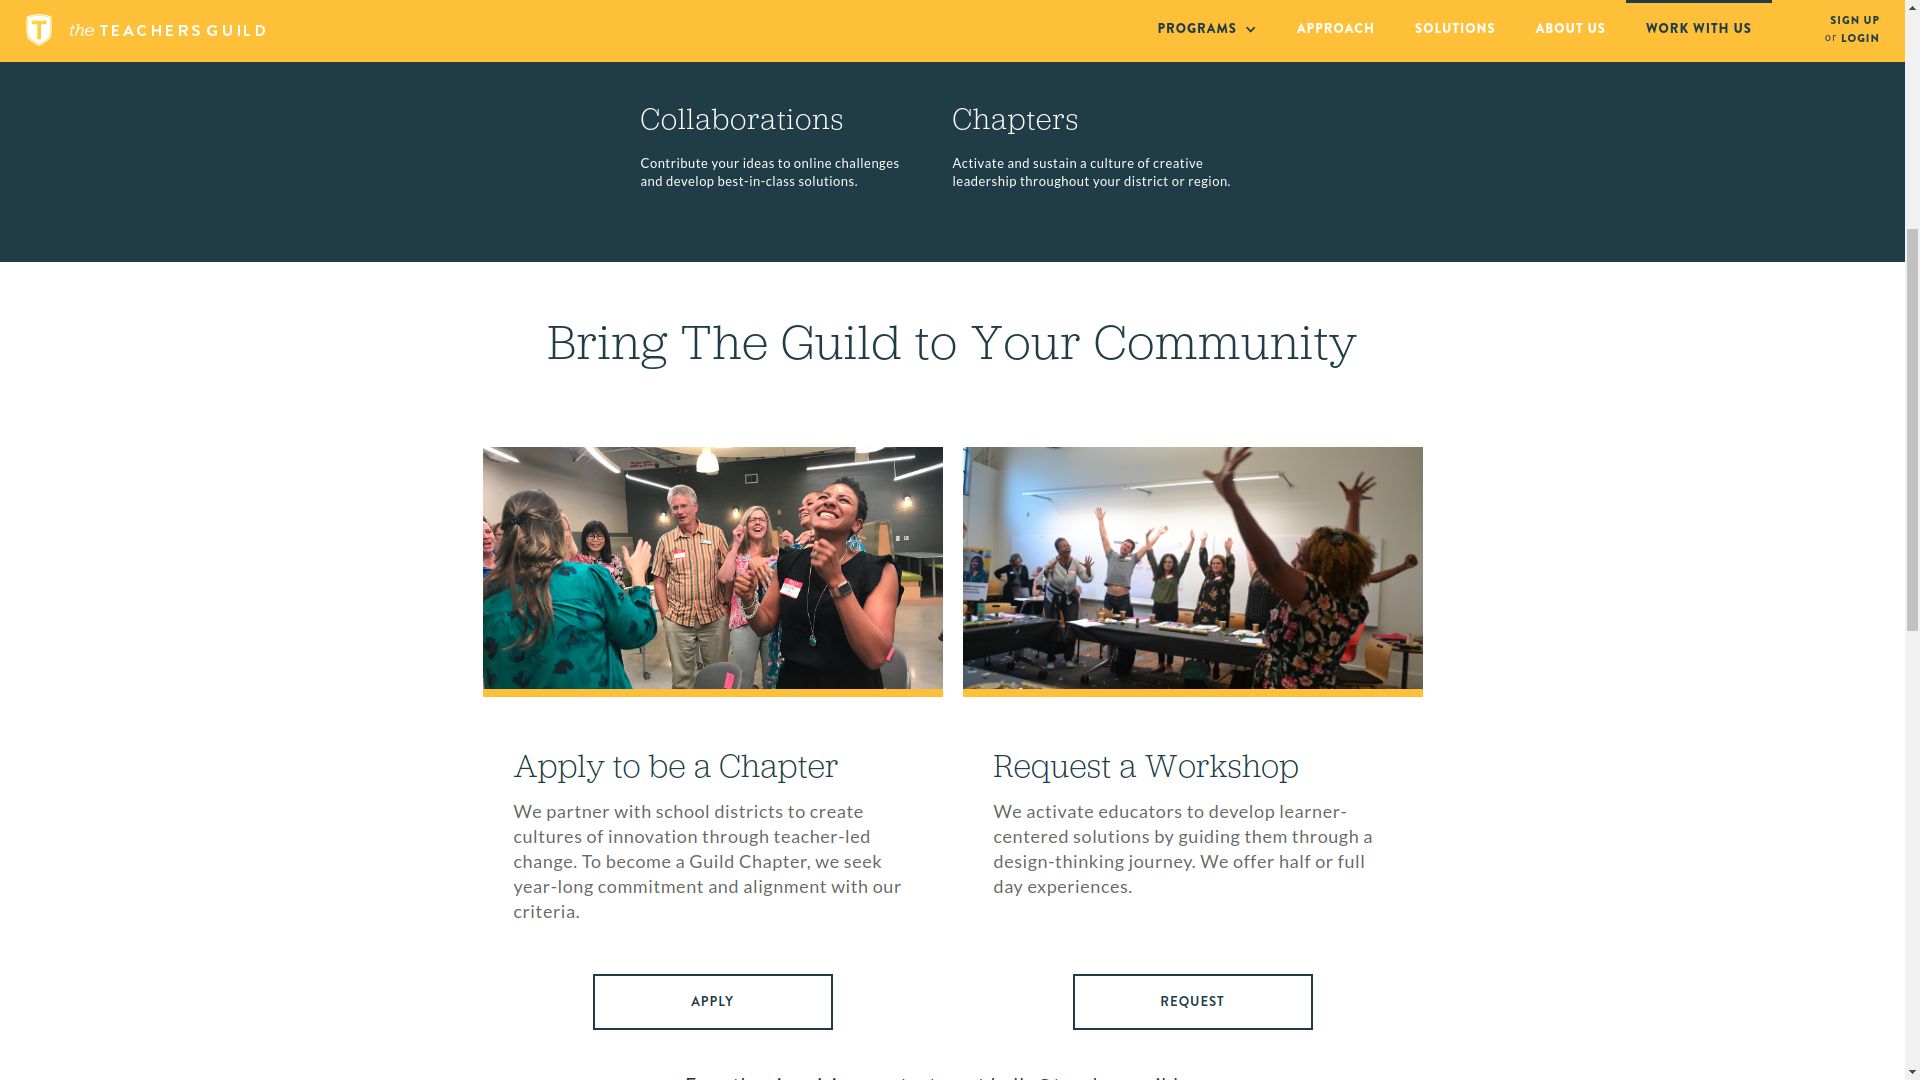 the TEACHERS GUILD
PROGRAMS
APPROACH
SOLUTIONS
ABOUT US
WORK WITH US
SIGN UP
or LOGIN
Collaborations
Contribute your ideas to online challenges
and develop best-in-class solutions.
Chapters
Activate and sustain a culture of creative
leadership throughout your district or region.
Bring The Guild to Your Community
Apply to be a Chapter
We partner with school districts to create
cultures of innovation through teacher-led
change. To become a Guild Chapter, we seek
year-long commitment and alignment with our
criteria.
APPLY
Request a Workshop
We activate educators to develop learner-
centered solutions by guiding them through a
design-thinking journey. We offer half or full
day experiences.
REQUEST